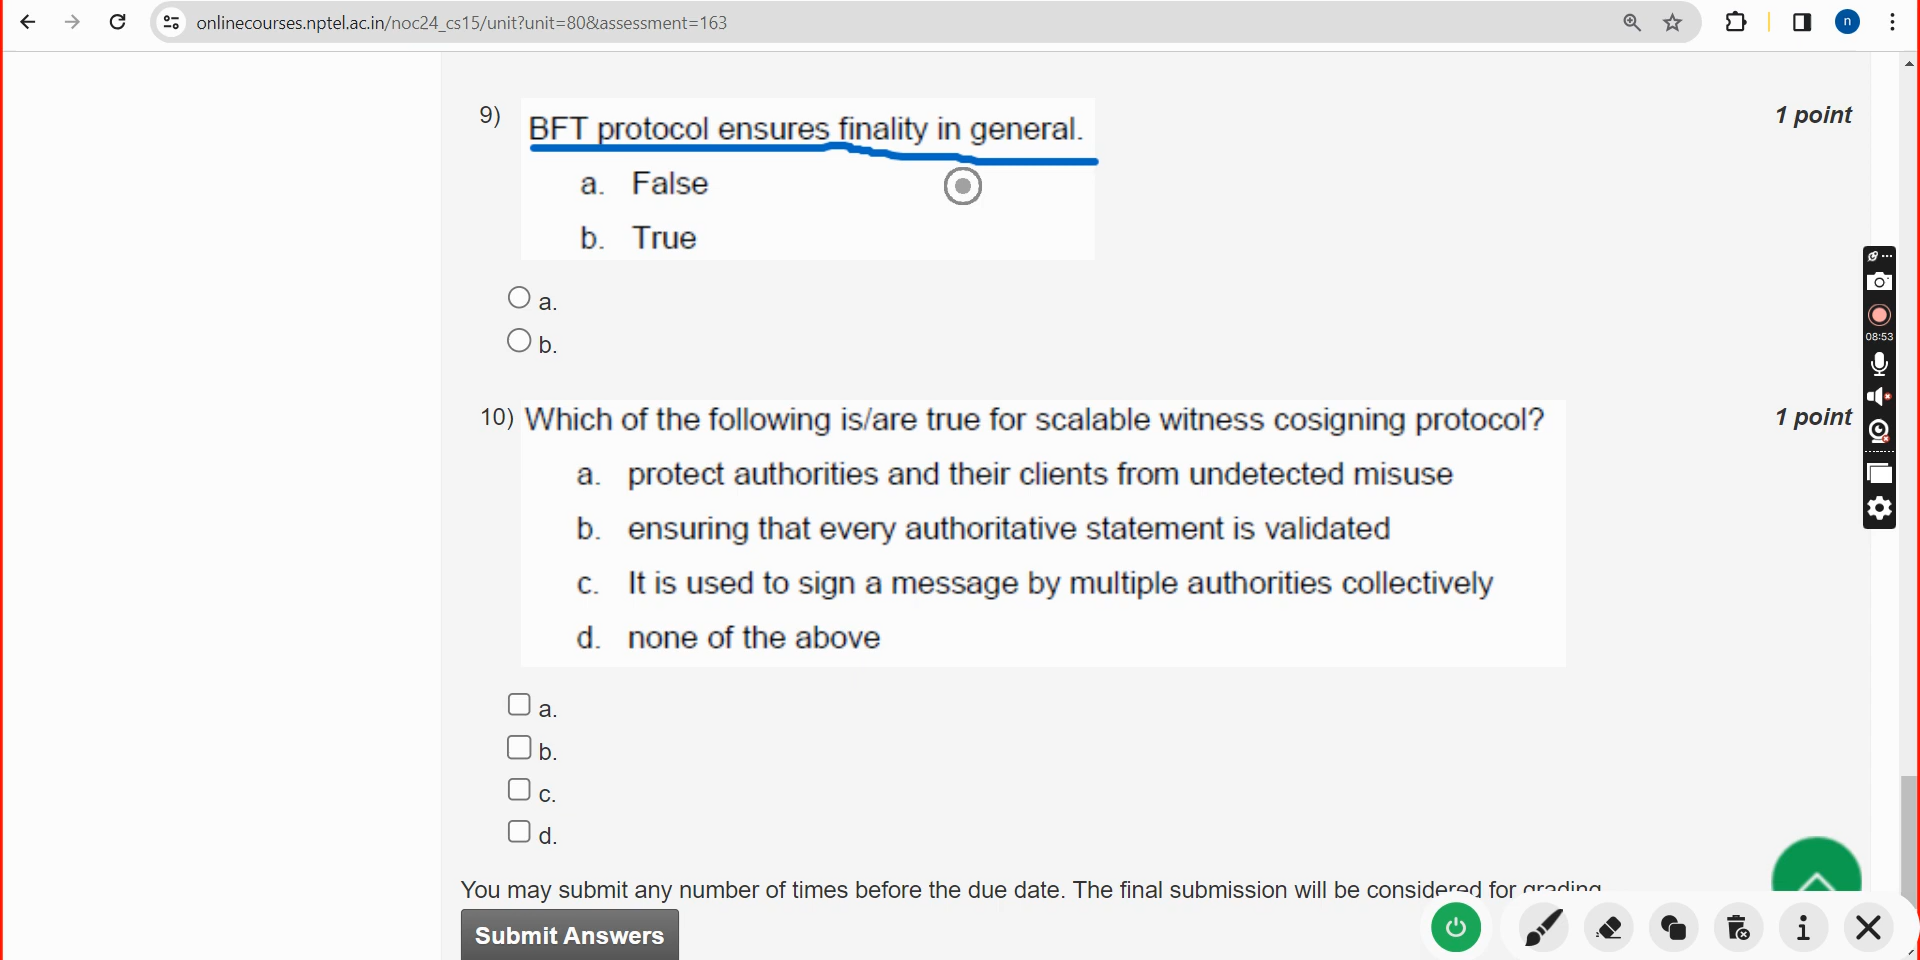 onlinecourses.nptel.ac.in/noc24_cs15/unit?unit=80&assessment=163
n
9)
BFT protocol ensures finality in general.
1 point
a. False
b. True
a.
b.
10) Which of the following is/are true for scalable witness cosigning protocol?
1 point
a. protect authorities and their clients from undetected misuse
b. ensuring that every authoritative statement is validated
c. It is used to sign a message by multiple authorities collectively
d. none of the above
a.
b.
c.
d.
You may submit any number of times before the due date. The final submission will be considered for grading
Submit Answers
08:53